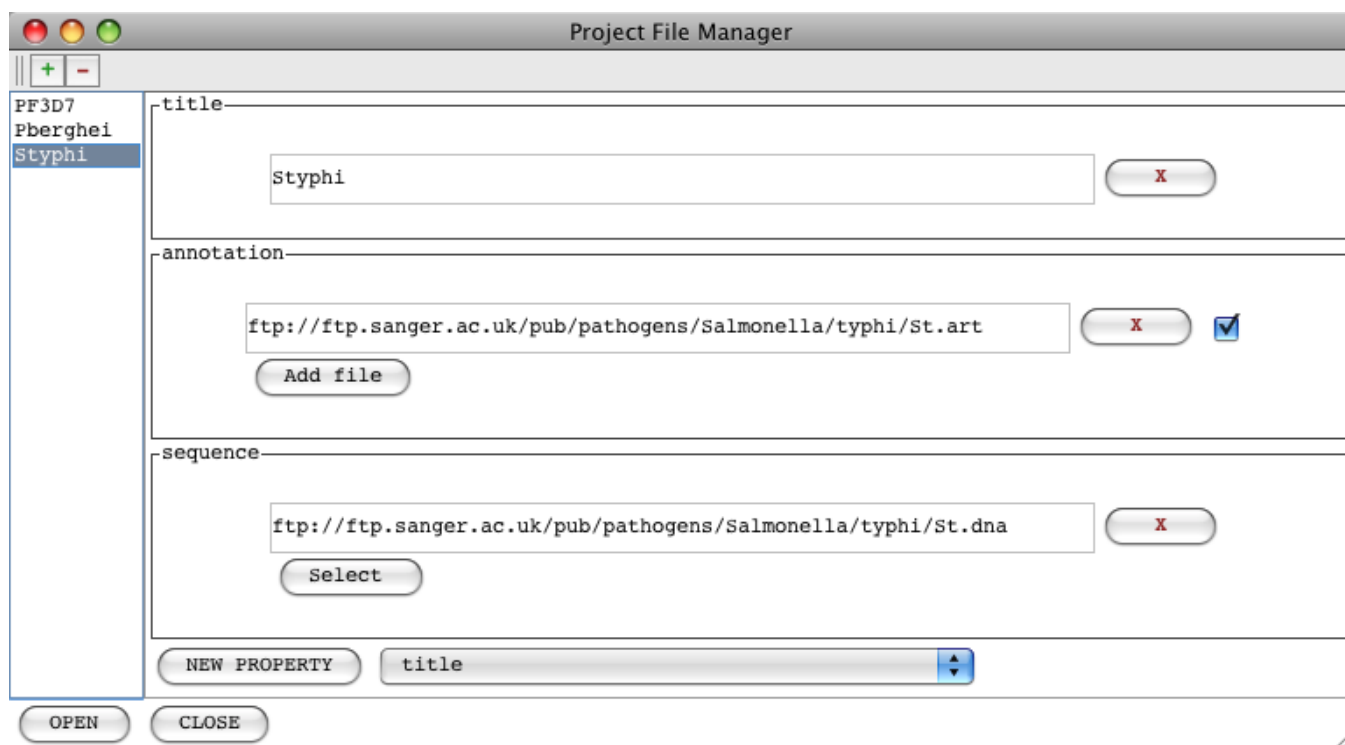 Project File Manager
+ -
PF3D7
Pberghei
Styphi
title
Styphi
X
annotation
ftp://ftp.sanger.ac.uk/pub/pathogens/Salmonella/typhi/St.art
X
Add file
sequence
ftp://ftp.sanger.ac.uk/pub/pathogens/Salmonella/typhi/St.dna
X
Select
NEW PROPERTY
title
OPEN
CLOSE